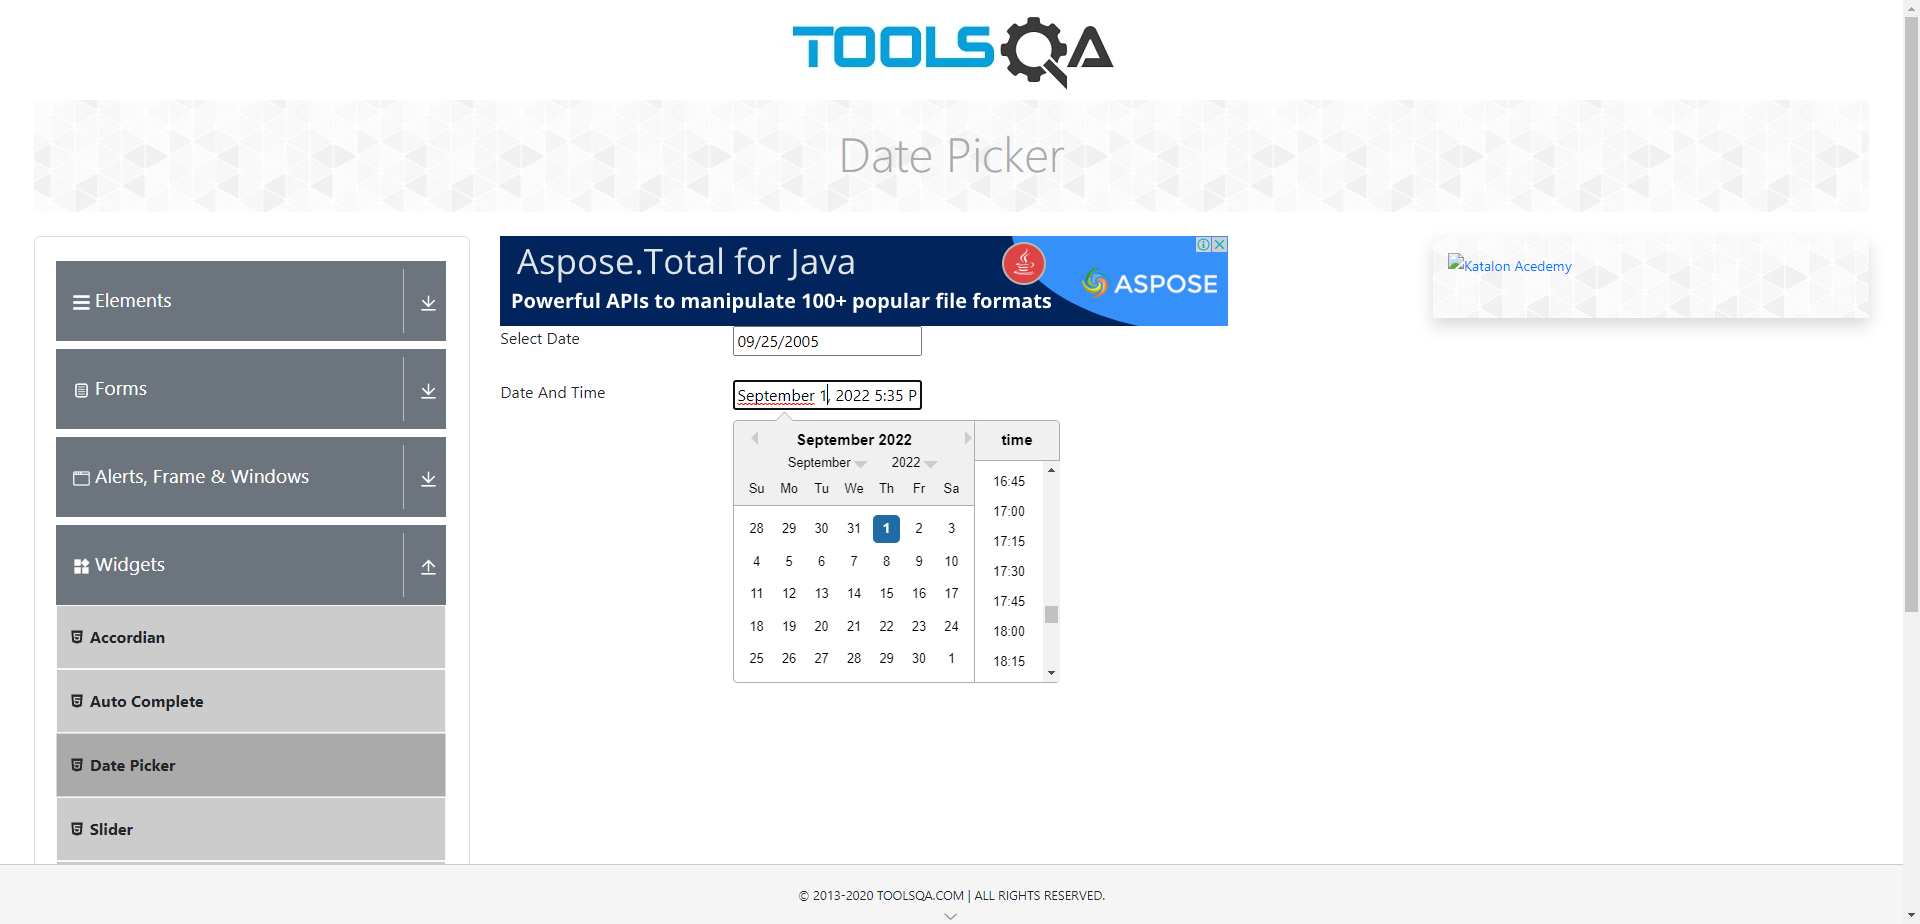 TOOLSQA
Date Picker
Elements
Forms
Alerts, Frame & Windows
Widgets
Accordian
Auto Complete
Date Picker
Slider
Aspose.Total for Java
Powerful APIs to manipulate 100+ popular file formats
ASPOSE
Select Date
09/25/2005
Date And Time
September 1, 2022 5:35 P
September 2022
September 2022
Su Mo Tu We Th Fr Sa
28 29 30 31 1 2 3
4 5 6 7 8 9 10
11 12 13 14 15 16 17
18 19 20 21 22 23 24
25 26 27 28 29 30 1
time
16:45
17:00
17:15
17:30
17:45
18:00
18:15
Katalon Acedemy
© 2013-2020 TOOLSQA.COM | ALL RIGHTS RESERVED.